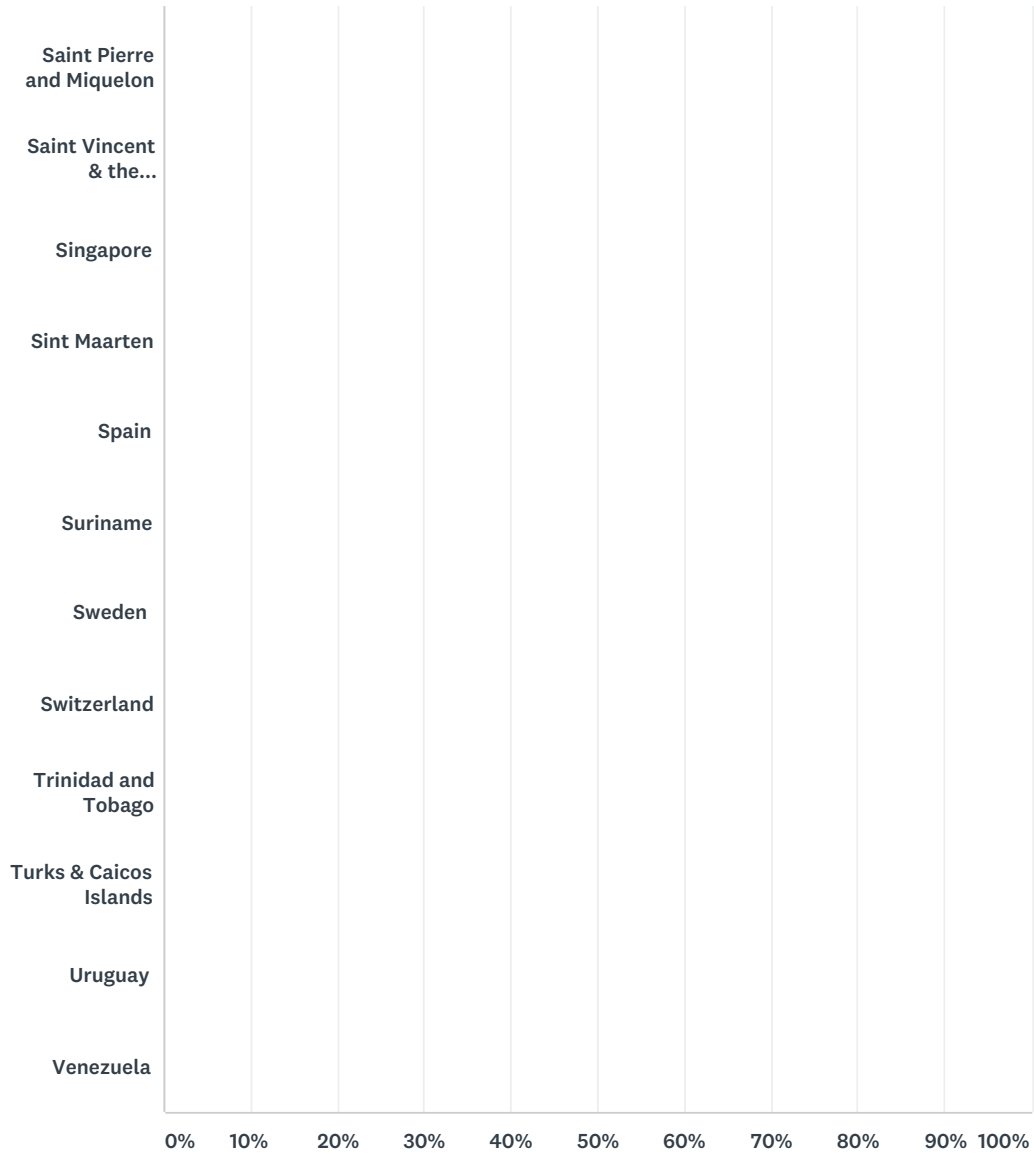 Saint Pierre
and Miquelon
Saint Vincent
& the...
Singapore
Sint Maarten
Spain
Suriname
Sweden
Switzerland
Trinidad and
Tobago
Turks & Caicos
Islands
Uruguay
Venezuela
0% 10% 20% 30% 40% 50% 60% 70% 80% 90% 100%